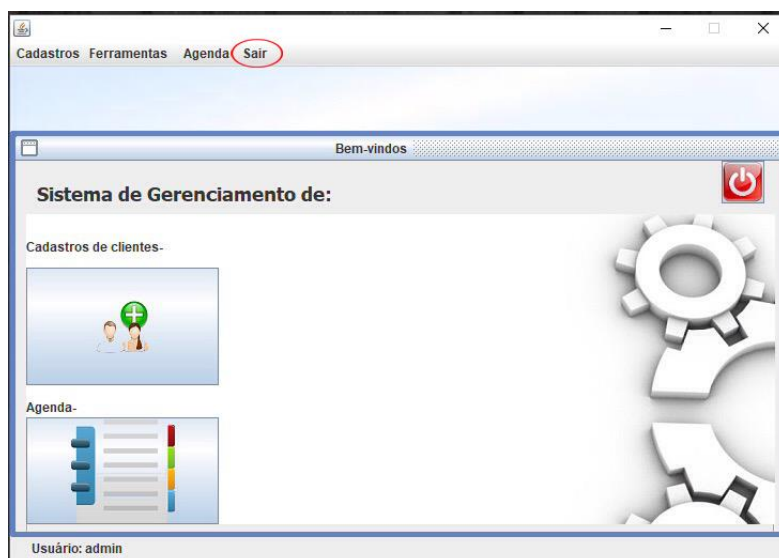 Cadastros Ferramentas Agenda Sair
Bem-vindos
Sistema de Gerenciamento de:
Cadastros de clientes-
Agenda-
Usuário: admin